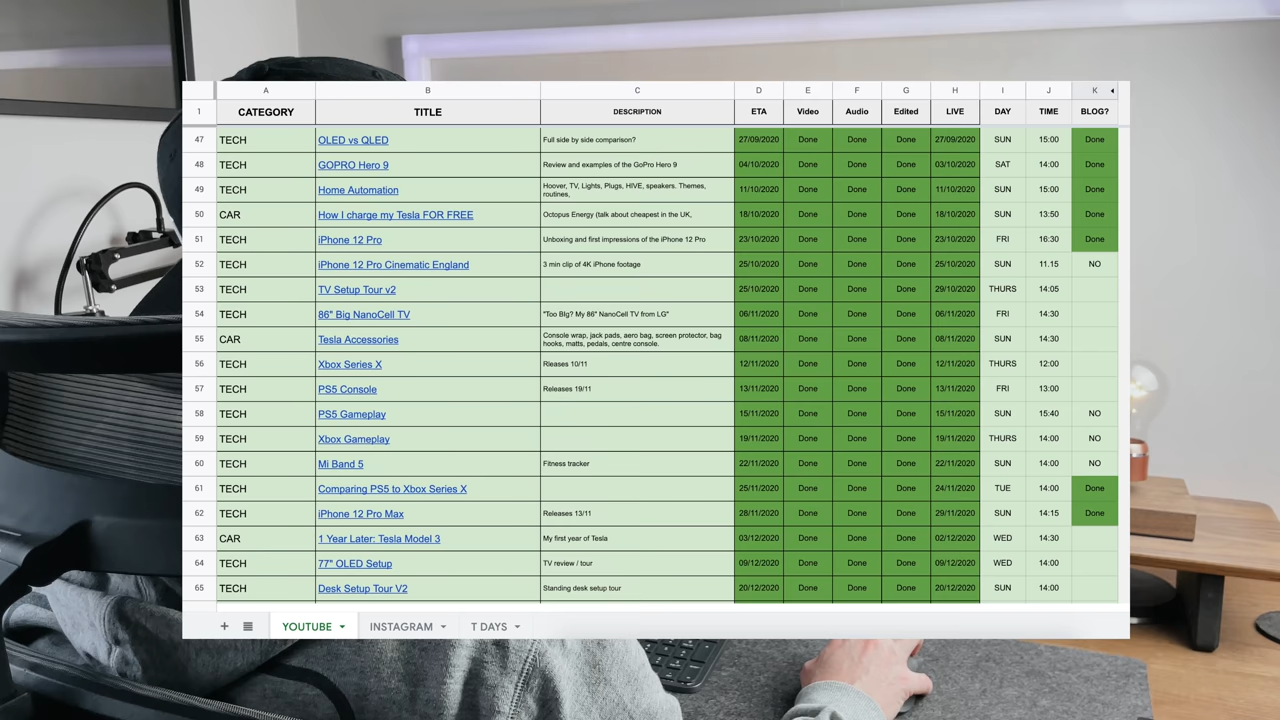 A B C D E F G H I J K
1 CATEGORY TITLE DESCRIPTION ETA Video Audio Edited LIVE DAY TIME BLOG?
47 TECH OLED vs QLED Full side by side comparison? 27/09/2020 Done Done Done 27/09/2020 SUN 15:00 Done
48 TECH GOPRO Hero 9 Review and examples of the GoPro Hero 9 04/10/2020 Done Done Done 03/10/2020 SAT 14:00 Done
49 TECH Home Automation Hoover, TV, Lights, Plugs, HIVE, speakers. Themes, routines, 11/10/2020 Done Done Done 11/10/2020 SUN 15:00 Done
50 CAR How I charge my Tesla FOR FREE Octopus Energy (talk about cheapest in the UK, 18/10/2020 Done Done Done 18/10/2020 SUN 13:50 Done
51 TECH iPhone 12 Pro Unboxing and first impressions of the iPhone 12 Pro 23/10/2020 Done Done Done 23/10/2020 FRI 16:30 Done
52 TECH iPhone 12 Pro Cinematic England 3 min clip of 4K iPhone footage 25/10/2020 Done Done Done 25/10/2020 SUN 11.15 NO
53 TECH TV Setup Tour v2 25/10/2020 Done Done Done 29/10/2020 THURS 14:05
54 TECH 86" Big NanoCell TV "Too BIg? My 86" NanoCell TV from LG" 06/11/2020 Done Done Done 06/11/2020 FRI 14:30
55 CAR Tesla Accessories Console wrap, jack pads, aero bag, screen protector, bag hooks, matts, pedals, centre console. 08/11/2020 Done Done Done 08/11/2020 SUN 14:30
56 TECH Xbox Series X Rleases 10/11 12/11/2020 Done Done Done 12/11/2020 THURS 12:00
57 TECH PS5 Console Releases 19/11 13/11/2020 Done Done Done 13/11/2020 FRI 13:00
58 TECH PS5 Gameplay 15/11/2020 Done Done Done 15/11/2020 SUN 15:40 NO
59 TECH Xbox Gameplay 19/11/2020 Done Done Done 19/11/2020 THURS 14:00 NO
60 TECH Mi Band 5 Fitness tracker 22/11/2020 Done Done Done 22/11/2020 SUN 14:00 NO
61 TECH Comparing PS5 to Xbox Series X 25/11/2020 Done Done Done 24/11/2020 TUE 14:00 Done
62 TECH iPhone 12 Pro Max Releases 13/11 28/11/2020 Done Done Done 29/11/2020 SUN 14:15 Done
63 CAR 1 Year Later: Tesla Model 3 My first year of Tesla 03/12/2020 Done Done Done 02/12/2020 WED 14:30
64 TECH 77" OLED Setup TV review / tour 09/12/2020 Done Done Done 09/12/2020 WED 14:00
65 TECH Desk Setup Tour V2 Standing desk setup tour 20/12/2020 Done Done Done 20/12/2020 SUN 14:00
+ YOUTUBE INSTAGRAM T DAYS